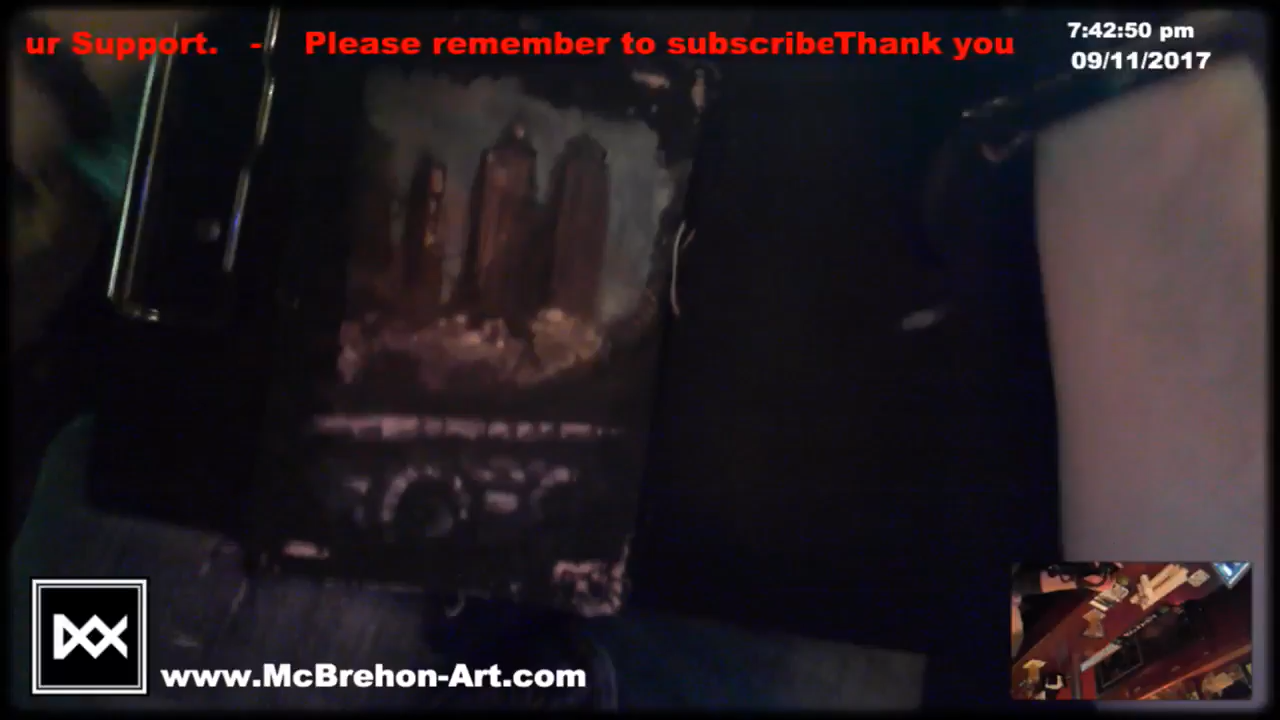 ur Support.   -   Please remember to subscribeThank you
7:42:50 pm
09/11/2017
www.McBrehon-Art.com